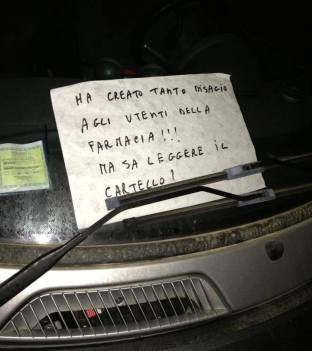 HA CREATO TANTO DISAGIO
AGLI UTENTI DELLA
FARMACIA!!!
MA SA LEGGERE IL
CARTELLO?